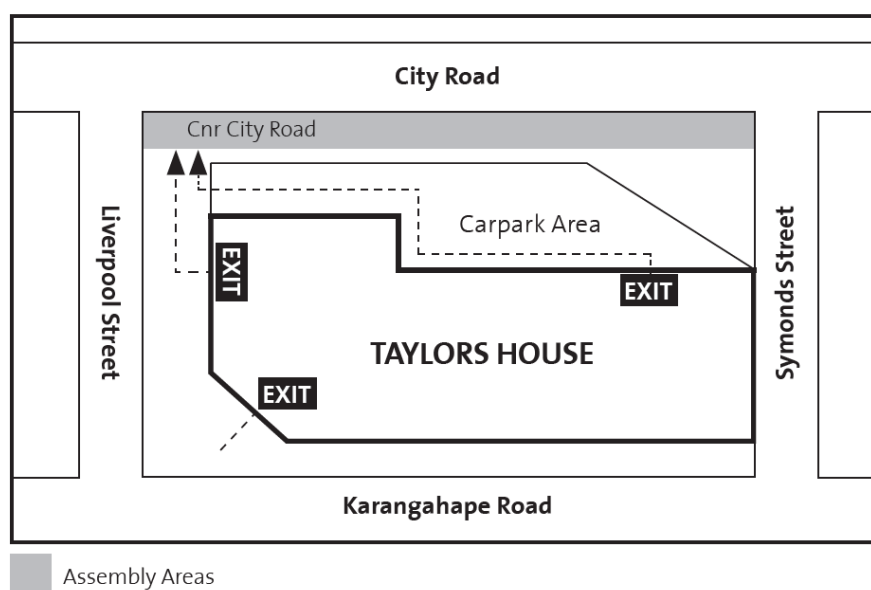 City Road
Cnr City Road
Liverpool Street
Carpark Area
Symonds Street
EXIT
EXIT
TAYLORS HOUSE
EXIT
Karangahape Road
Assembly Areas